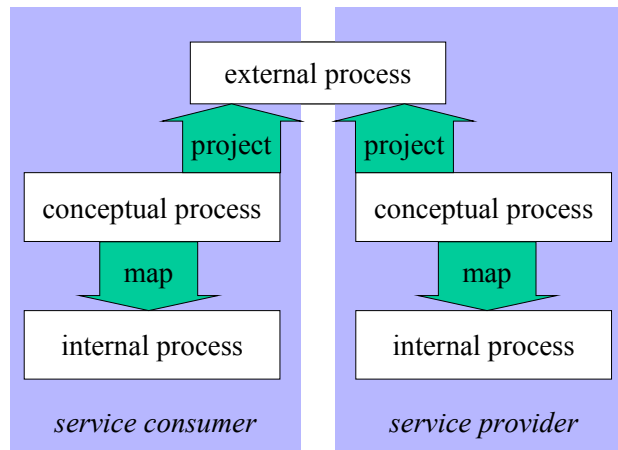 external process
project
project
conceptual process
conceptual process
map
map
internal process
internal process
service consumer
service provider